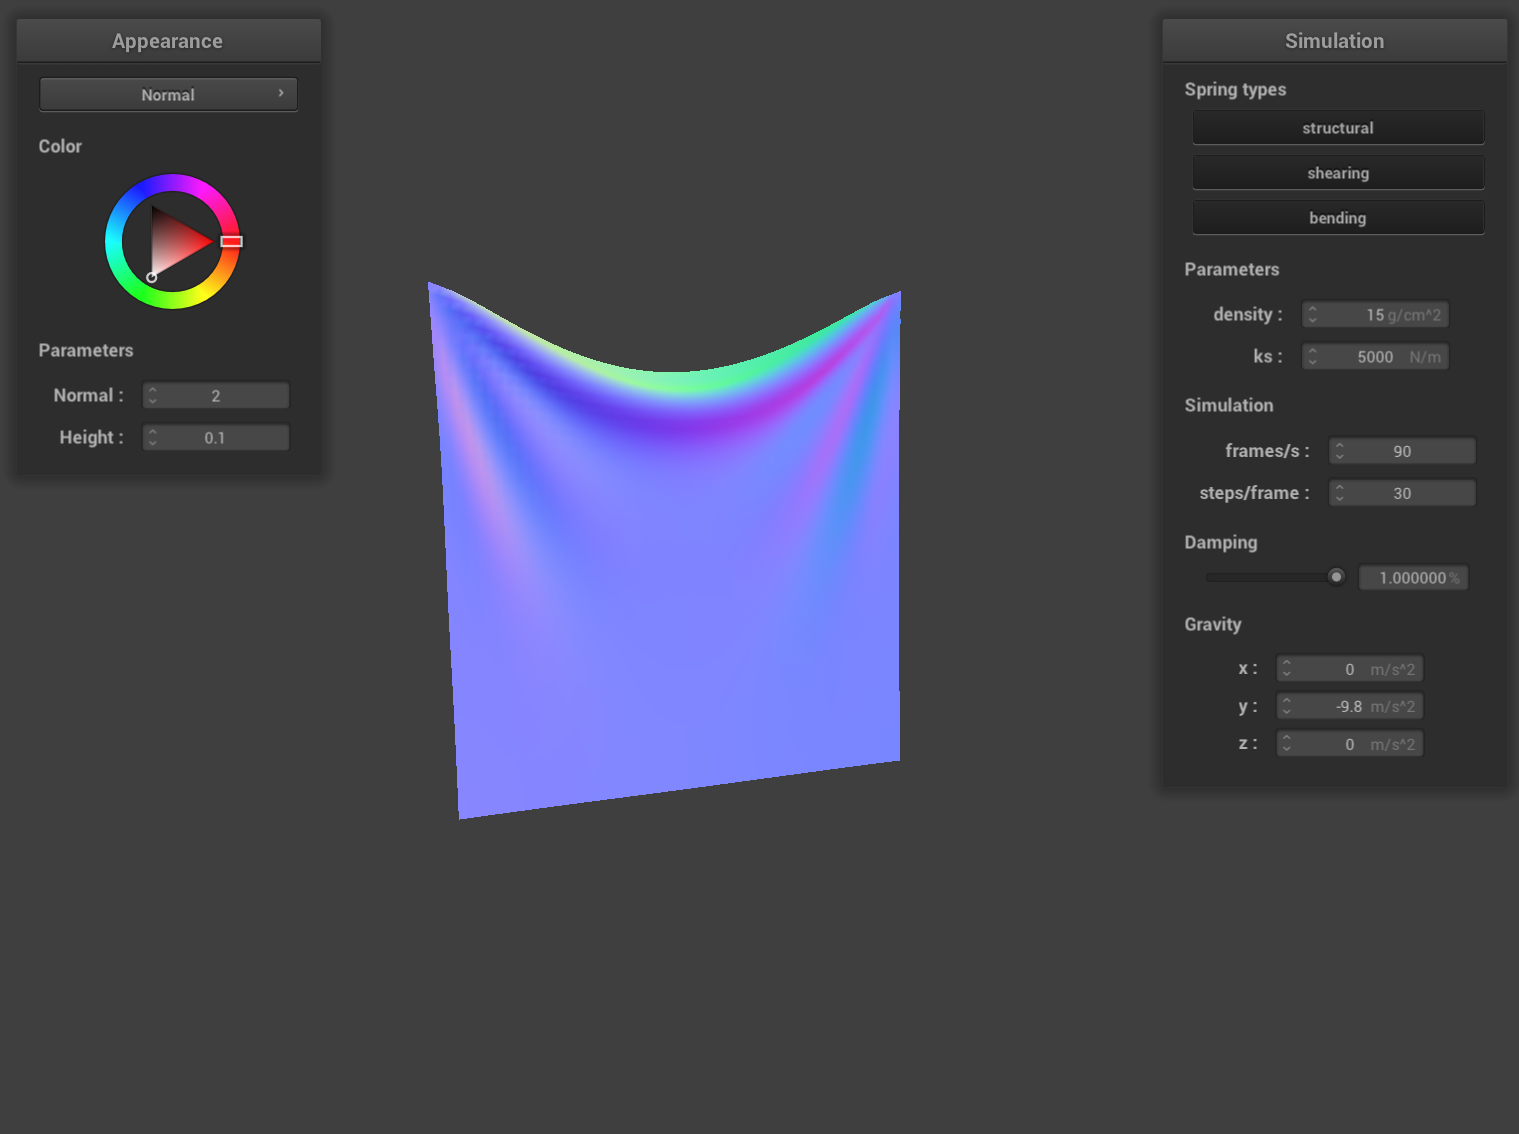 Appearance
Normal
Color
Parameters
Normal : 2
Height : 0.1
Simulation
Spring types
structural
shearing
bending
Parameters
density : 15 g/cm^2
ks : 5000 N/m
Simulation
frames/s : 90
steps/frame : 30
Damping
1.000000 %
Gravity
x : 0 m/s^2
y : -9.8 m/s^2
z : 0 m/s^2